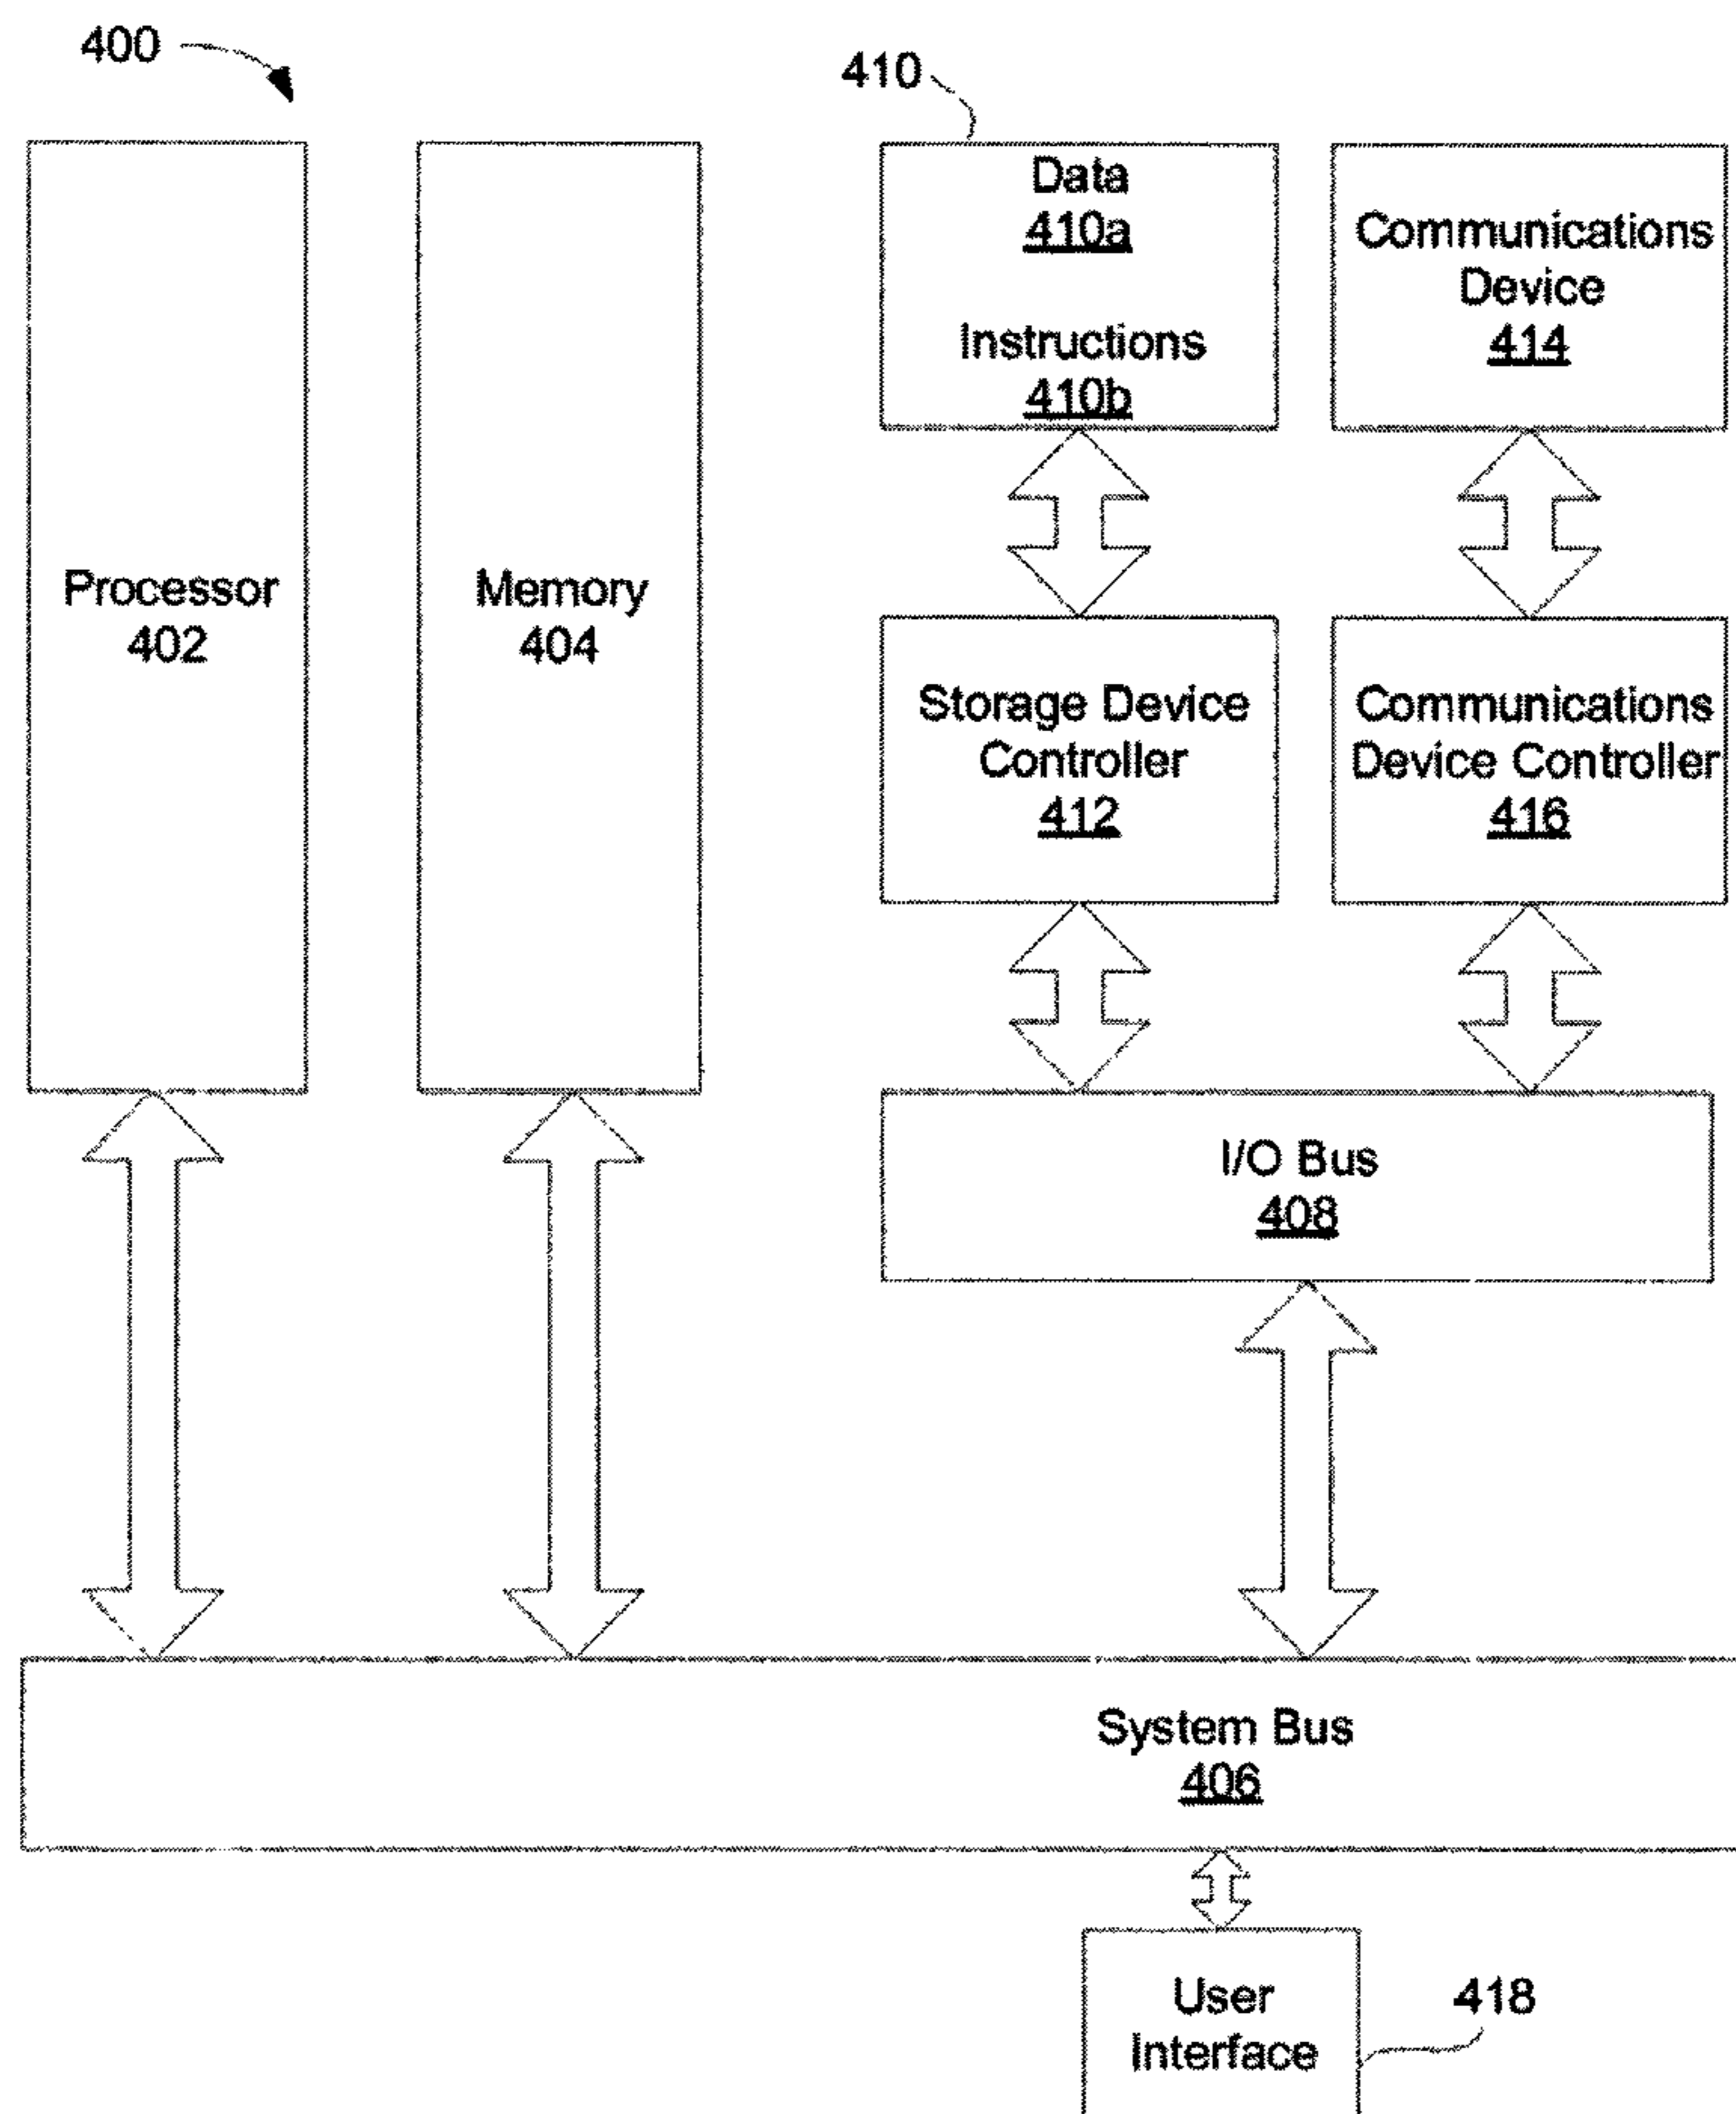 400
410
Data
410a
Instructions
410b
Communications
Device
414
Processor
402
Memory
404
Storage Device
Controller
412
Communications
Device Controller
416
I/O Bus
408
System Bus
406
User
Interface
418